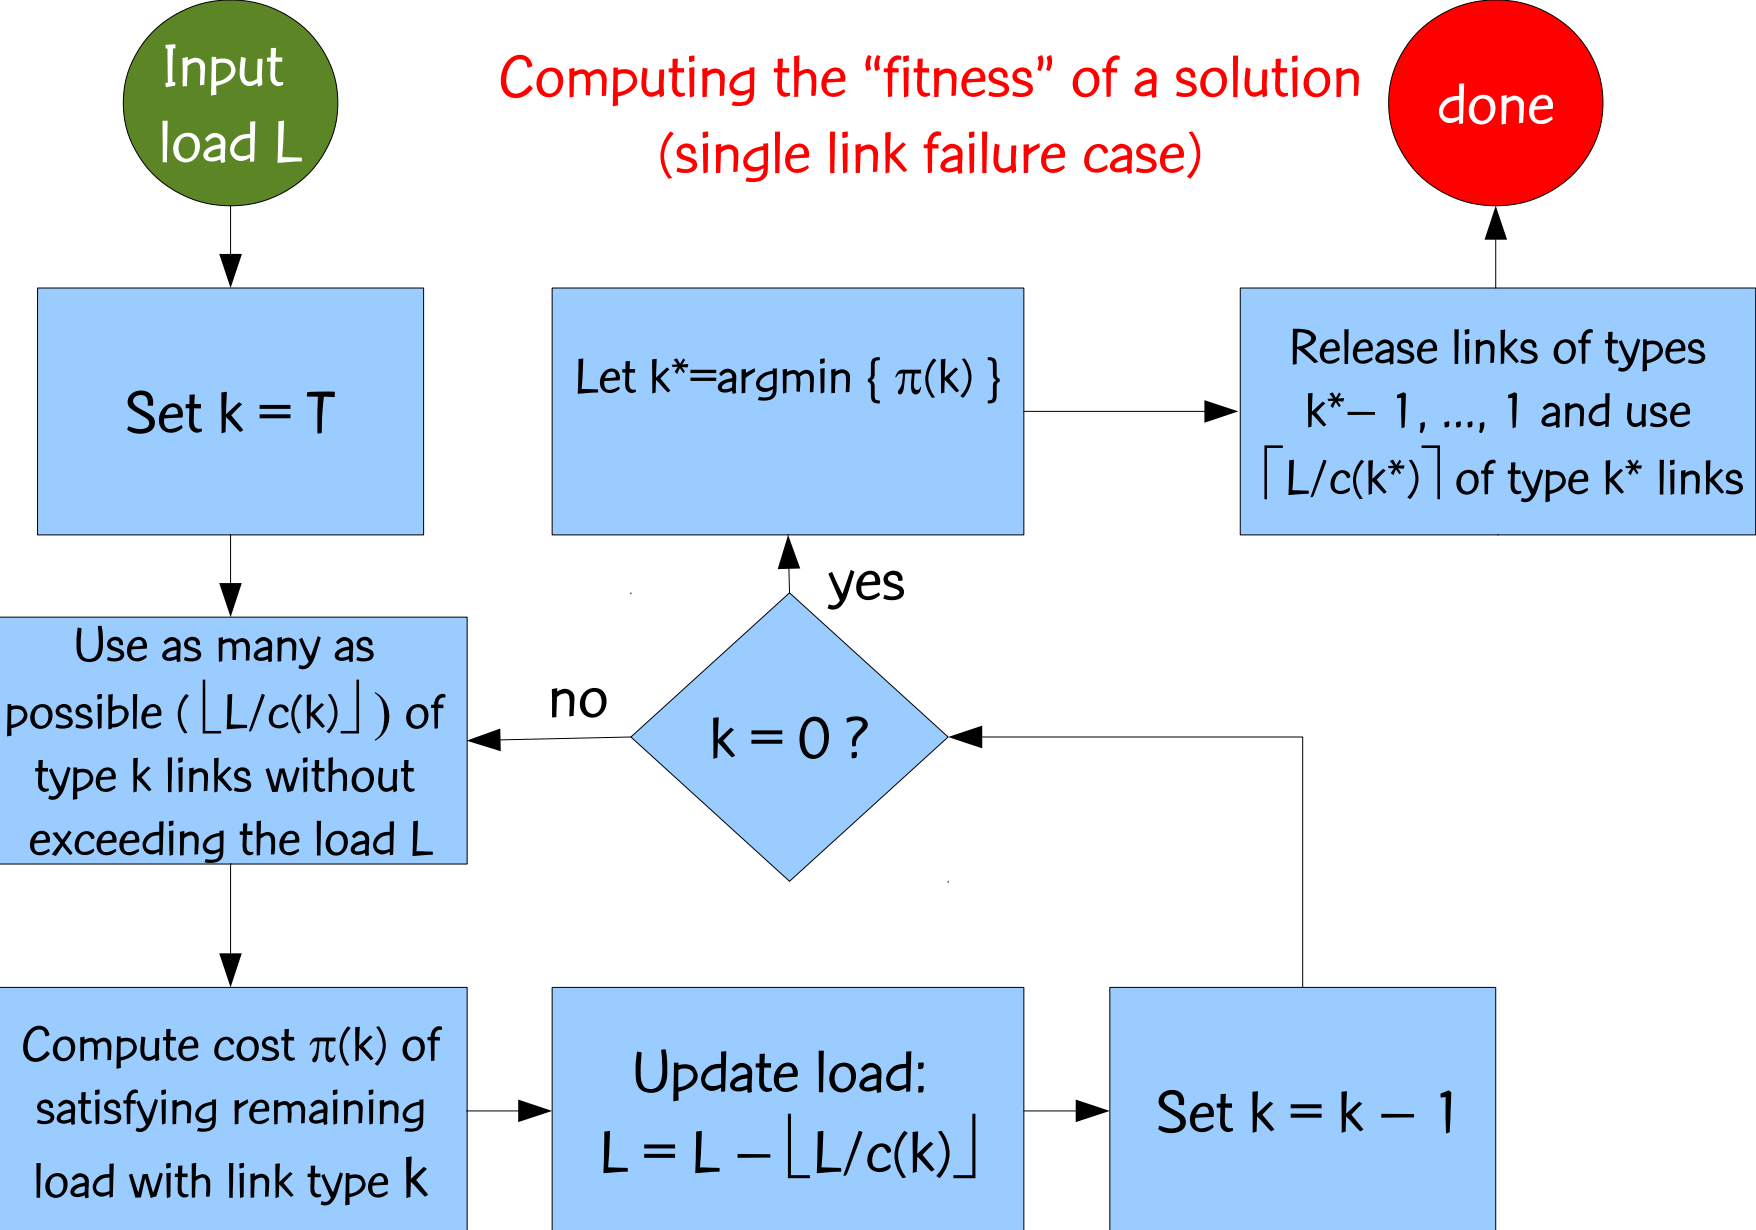 Input
load L
Computing the “fitness” of a solution
(single link failure case)
done
Set k = T
Let k*=argmin { π(k) }
Release links of types
k*– 1, ..., 1 and use
⌈L/c(k*)⌉ of type k* links
yes
Use as many as
possible (⌊L/c(k)⌋) of
type k links without
exceeding the load L
no
k = 0 ?
Compute cost π(k) of
satisfying remaining
load with link type k
Update load:
L = L – ⌊L/c(k)⌋
Set k = k – 1